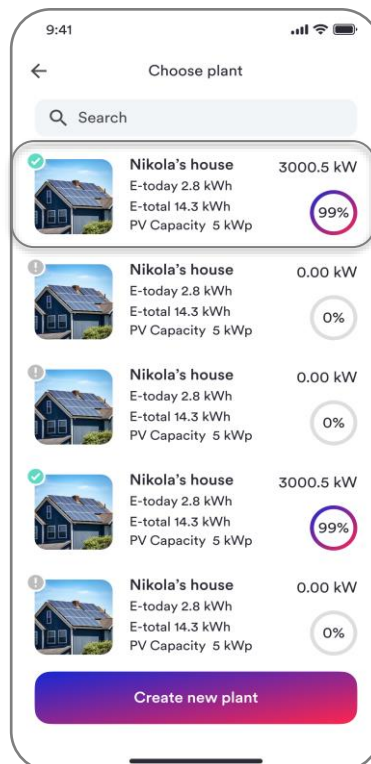 9:41
Choose plant
Search
Nikola's house 3000.5 kW
E-today 2.8 kWh
E-total 14.3 kWh 99%
PV Capacity 5 kWp
Nikola's house 0.00 kW
E-today 2.8 kWh
E-total 14.3 kWh 0%
PV Capacity 5 kWp
Nikola's house 0.00 kW
E-today 2.8 kWh
E-total 14.3 kWh 0%
PV Capacity 5 kWp
Nikola's house 3000.5 kW
E-today 2.8 kWh
E-total 14.3 kWh 99%
PV Capacity 5 kWp
Nikola's house 0.00 kW
E-today 2.8 kWh
E-total 14.3 kWh 0%
PV Capacity 5 kWp
Create new plant